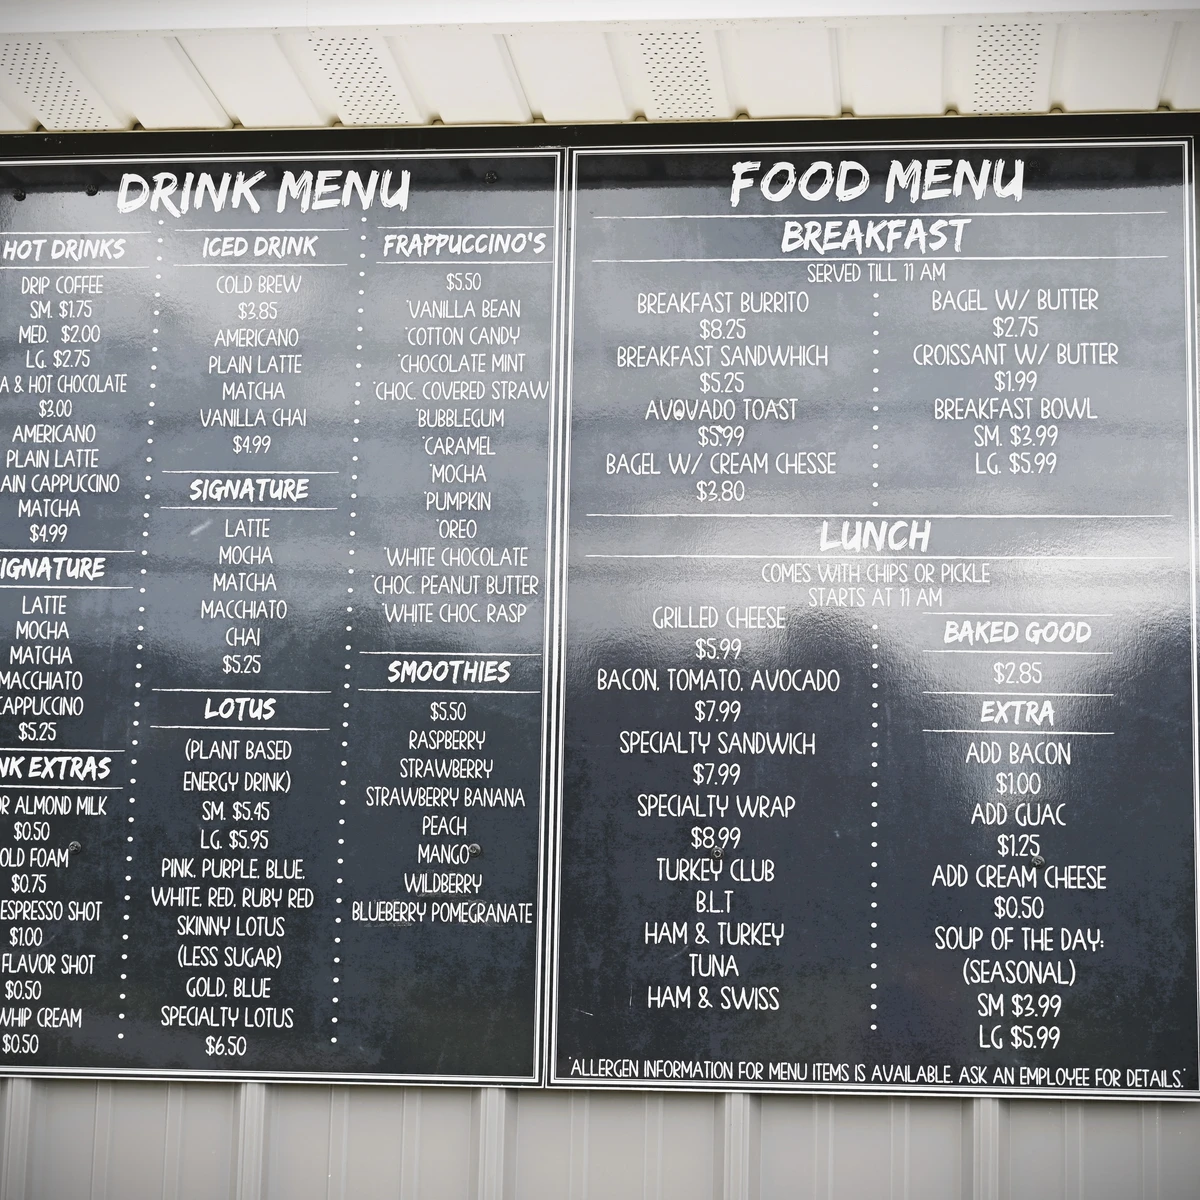 DRINK MENU
HOT DRINKS
DRIP COFFEE
SM. $1.75
MED. $2.00
LG. $2.75
& HOT CHOCOLATE
$3.00
AMERICANO
PLAIN LATTE
CAPPUCCINO
MATCHA
$4.99
IGNATURE
LATTE
MOCHA
MATCHA
MACCHIATO
CAPPUCCINO
$5.25
NK EXTRAS
OR ALMOND MILK
$0.50
OLD FOAM
$0.75
ESPRESSO SHOT
$1.00
FLAVOR SHOT
$0.50
WHIP CREAM
$0.50
ICED DRINK
COLD BREW
$3.85
AMERICANO
PLAIN LATTE
MATCHA
VANILLA CHAI
$4.99
SIGNATURE
LATTE
MOCHA
MATCHA
MACCHIATO
CHAI
$5.25
LOTUS
(PLANT BASED
ENERGY DRINK)
SM. $5.45
LG. $5.95
PINK, PURPLE, BLUE,
WHITE, RED, RUBY RED
SKINNY LOTUS
(LESS SUGAR)
GOLD, BLUE
SPECIALTY LOTUS
$6.50
FRAPPUCCINO'S
$5.50
*VANILLA BEAN
*COTTON CANDY
*CHOCOLATE MINT
*CHOC. COVERED STRAW
*BUBBLEGUM
*CARAMEL
*MOCHA
*PUMPKIN
*OREO
*WHITE CHOCOLATE
*CHOC. PEANUT BUTTER
*WHITE CHOC. RASP
SMOOTHIES
$5.50
RASPBERRY
STRAWBERRY
STRAWBERRY BANANA
PEACH
MANGO
WILDBERRY
BLUEBERRY POMEGRANATE
FOOD MENU
BREAKFAST
SERVED TILL 11 AM
BREAKFAST BURRITO
$8.25
BREAKFAST SANDWHICH
$5.25
AVOVADO TOAST
$5.99
BAGEL W/ CREAM CHESSE
$3.80
BAGEL W/ BUTTER
$2.75
CROISSANT W/ BUTTER
$1.99
BREAKFAST BOWL
SM. $3.99
LG. $5.99
LUNCH
COMES WITH CHIPS OR PICKLE
STARTS AT 11 AM
GRILLED CHEESE
$5.99
BACON, TOMATO, AVOCADO
$7.99
SPECIALTY SANDWICH
$7.99
SPECIALTY WRAP
$8.99
TURKEY CLUB
B.L.T
HAM & TURKEY
TUNA
HAM & SWISS
BAKED GOOD
$2.85
EXTRA
ADD BACON
$1.00
ADD GUAC
$1.25
ADD CREAM CHEESE
$0.50
SOUP OF THE DAY:
(SEASONAL)
SM $3.99
LG $5.99
*ALLERGEN INFORMATION FOR MENU ITEMS IS AVAILABLE. ASK AN EMPLOYEE FOR DETAILS.*